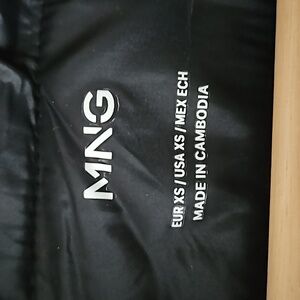 MNG
EUR XS / USA XS / MEX ECH
MADE IN CAMBODIA